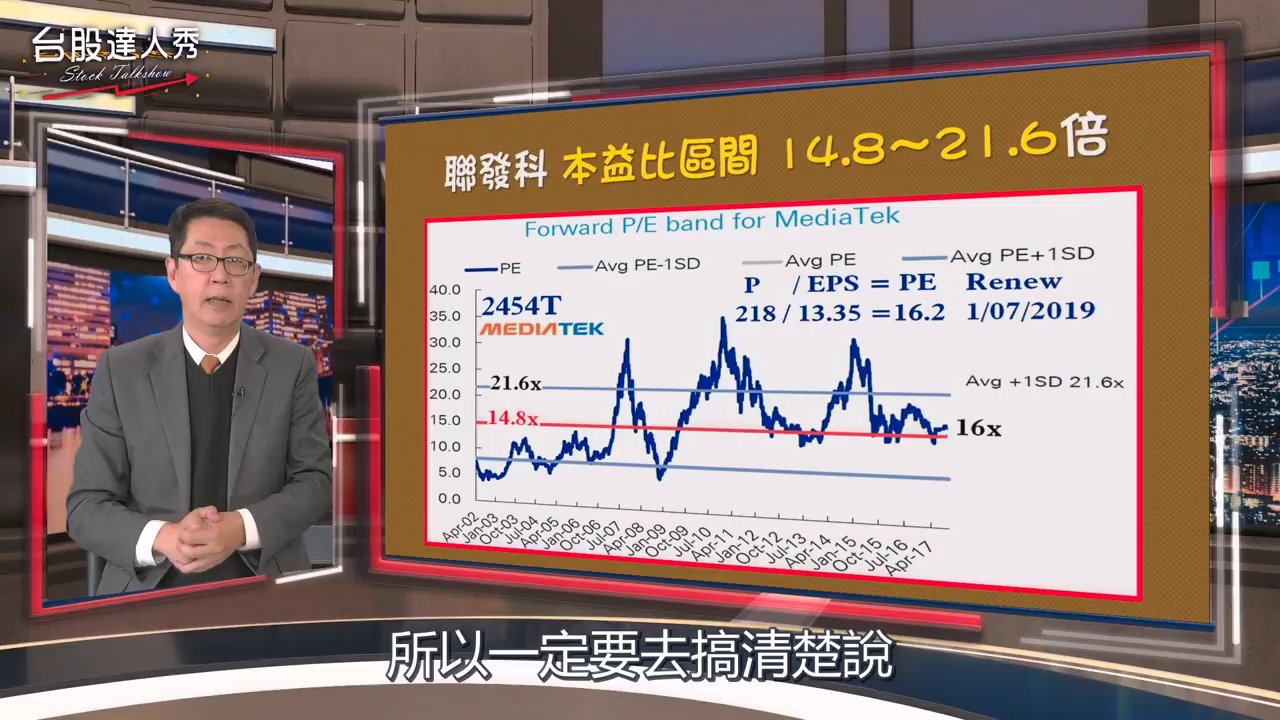 台股達人秀
Stock Talkshow
聯發科 本益比區間 14.8~21.6倍
Forward P/E band for MediaTek
PE
Avg PE-1SD
Avg PE
Avg PE+1SD
P / EPS = PE Renew
218 / 13.35 =16.2 1/07/2019
2454T
MEDIATEK
40.0
35.0
30.0
25.0
20.0
15.0
10.0
5.0
0.0
21.6x
14.8x
Avg +1SD 21.6x
16x
Apr-02
Jan-03
Oct-03
Jul-04
Apr-05
Jan-06
Oct-06
Jul-07
Apr-08
Jan-09
Oct-09
Jul-10
Apr-11
Jan-12
Oct-12
Jul-13
Apr-14
Jan-15
Oct-15
Jul-16
Apr-17
所以一定要去搞清楚說